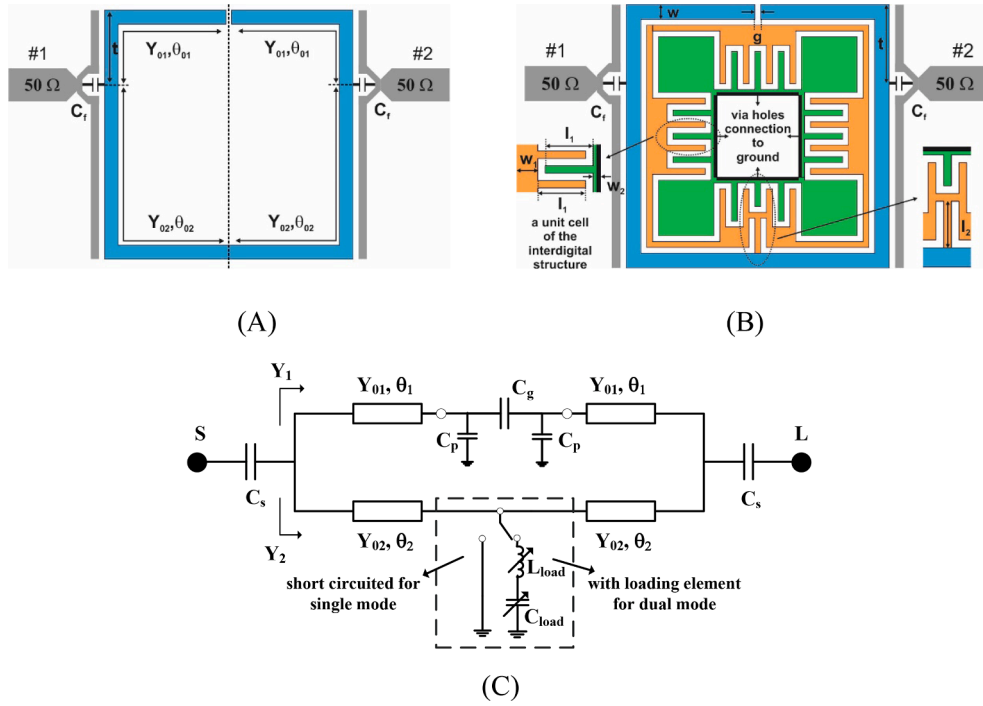 #1
#2
t
Y01,θ01
Y01,θ01
50 Ω
50 Ω
Cf
Cf
Y02,θ02
Y02,θ02
(A)
w
g
t
#1
#2
50 Ω
50 Ω
Cf
Cf
via holes
connection
to
ground
l1
w1
w2
l1
a unit cell
of the
interdigital
structure
l2
(B)
Y1
Y01, θ1
Cg
Y01, θ1
Cp
Cp
S
L
Cs
Cs
Y2
Y02, θ2
Y02, θ2
short circuited for
single mode
Lload
Cload
with loading element
for dual mode
(C)